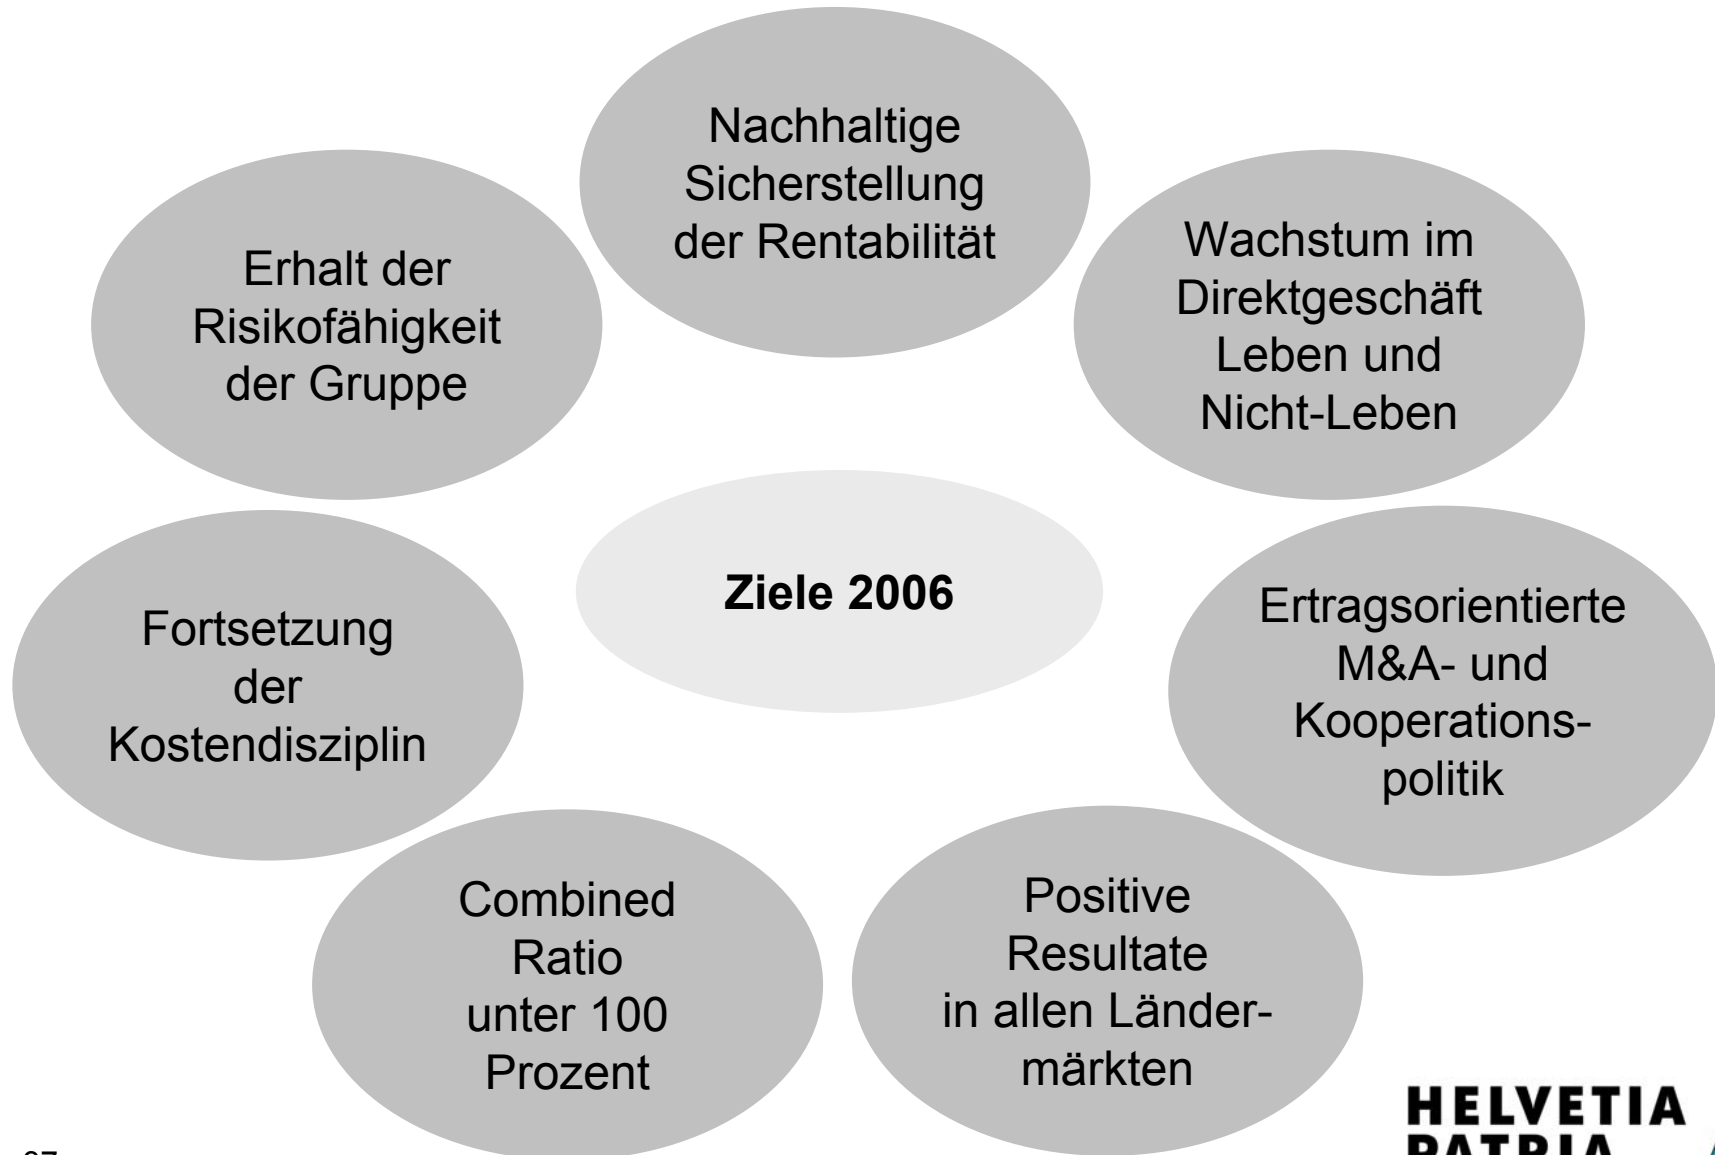 Nachhaltige
Sicherstellung
der Rentabilität
Wachstum im
Direktgeschäft
Leben und
Nicht-Leben
Erhalt der
Risikofähigkeit
der Gruppe
Ziele 2006
Ertragsorientierte
M&A- und
Kooperations-
politik
Fortsetzung
der
Kostendisziplin
Combined
Ratio
unter 100
Prozent
Positive
Resultate
in allen Länder-
märkten
HELVETIA
PATRIA